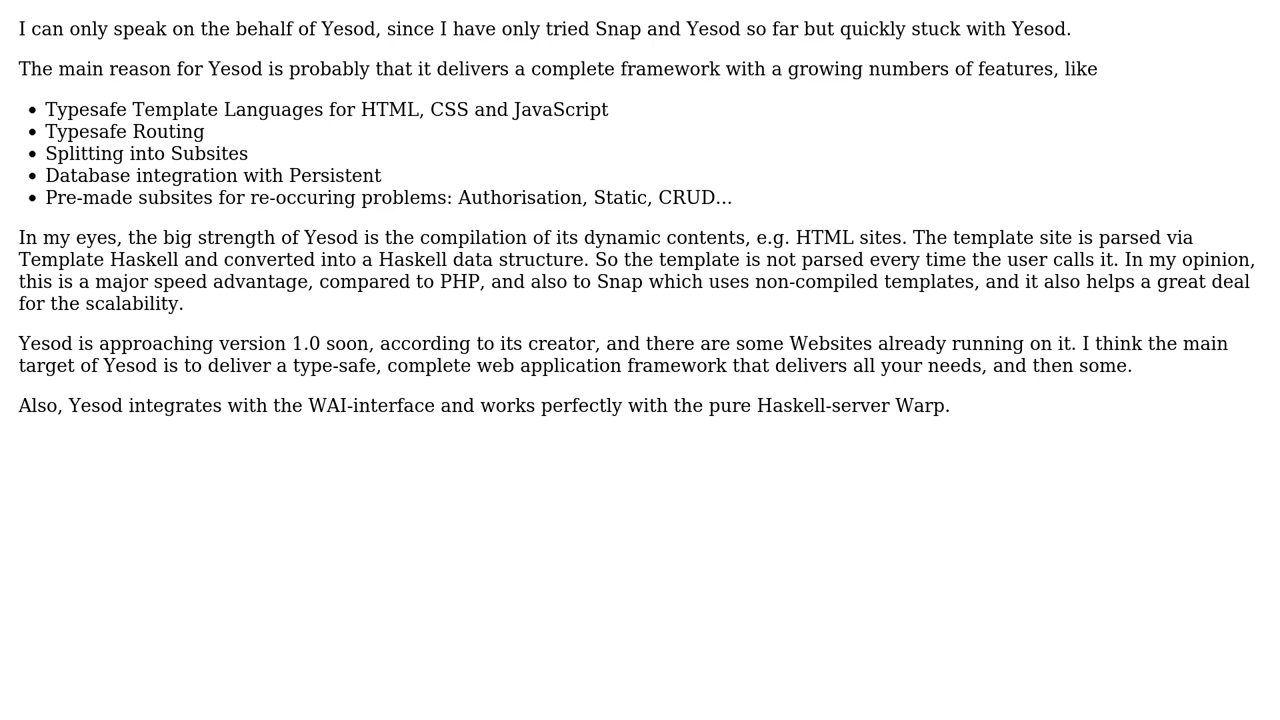 I can only speak on the behalf of Yesod, since I have only tried Snap and Yesod so far but quickly stuck with Yesod.
The main reason for Yesod is probably that it delivers a complete framework with a growing numbers of features, like
• Typesafe Template Languages for HTML, CSS and JavaScript
• Typesafe Routing
• Splitting into Subsites
• Database integration with Persistent
• Pre-made subsites for re-occuring problems: Authorisation, Static, CRUD...
In my eyes, the big strength of Yesod is the compilation of its dynamic contents, e.g. HTML sites. The template site is parsed via
Template Haskell and converted into a Haskell data structure. So the template is not parsed every time the user calls it. In my opinion,
this is a major speed advantage, compared to PHP, and also to Snap which uses non-compiled templates, and it also helps a great deal
for the scalability.
Yesod is approaching version 1.0 soon, according to its creator, and there are some Websites already running on it. I think the main
target of Yesod is to deliver a type-safe, complete web application framework that delivers all your needs, and then some.
Also, Yesod integrates with the WAI-interface and works perfectly with the pure Haskell-server Warp.